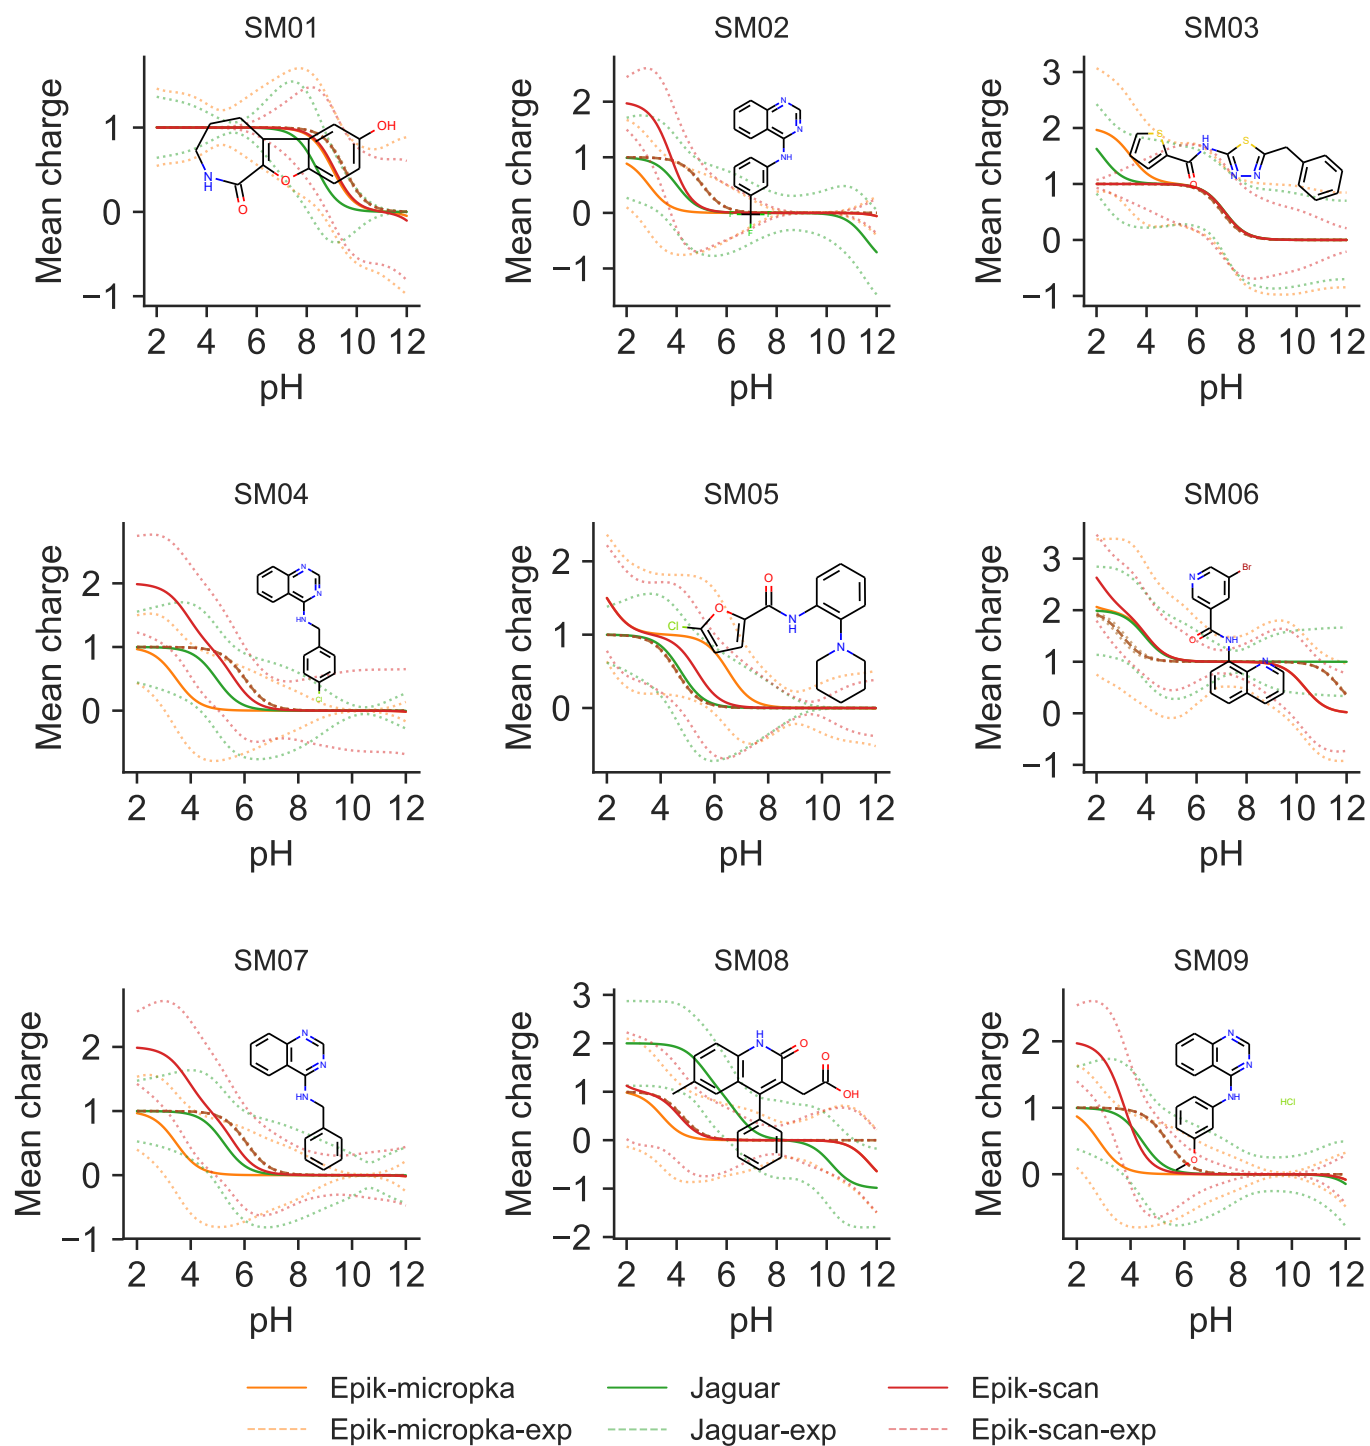 SM01
SM02
SM03
Mean charge
1
0
−1
2 4 6 8 10 12
pH
OH
NH
O
O
Mean charge
2
1
0
−1
2 4 6 8 10 12
pH
N
N
NH
F
Mean charge
3
2
1
0
−1
2 4 6 8 10 12
pH
S
O
H
N
S
N
N
SM04
SM05
SM06
Mean charge
2
1
0
2 4 6 8 10 12
pH
N
N
HN
Cl
Mean charge
2
1
0
2 4 6 8 10 12
pH
Cl
O
O
N
H
N
Mean charge
3
2
1
0
−1
2 4 6 8 10 12
pH
N
Br
O
NH
N
SM07
SM08
SM09
Mean charge
2
1
0
−1
2 4 6 8 10 12
pH
N
N
HN
Mean charge
3
2
1
0
−1
−2
2 4 6 8 10 12
pH
H
N
O
O
OH
Mean charge
2
1
0
2 4 6 8 10 12
pH
N
N
NH
O
HCl
Epik-micropka
Jaguar
Epik-scan
Epik-micropka-exp
Jaguar-exp
Epik-scan-exp